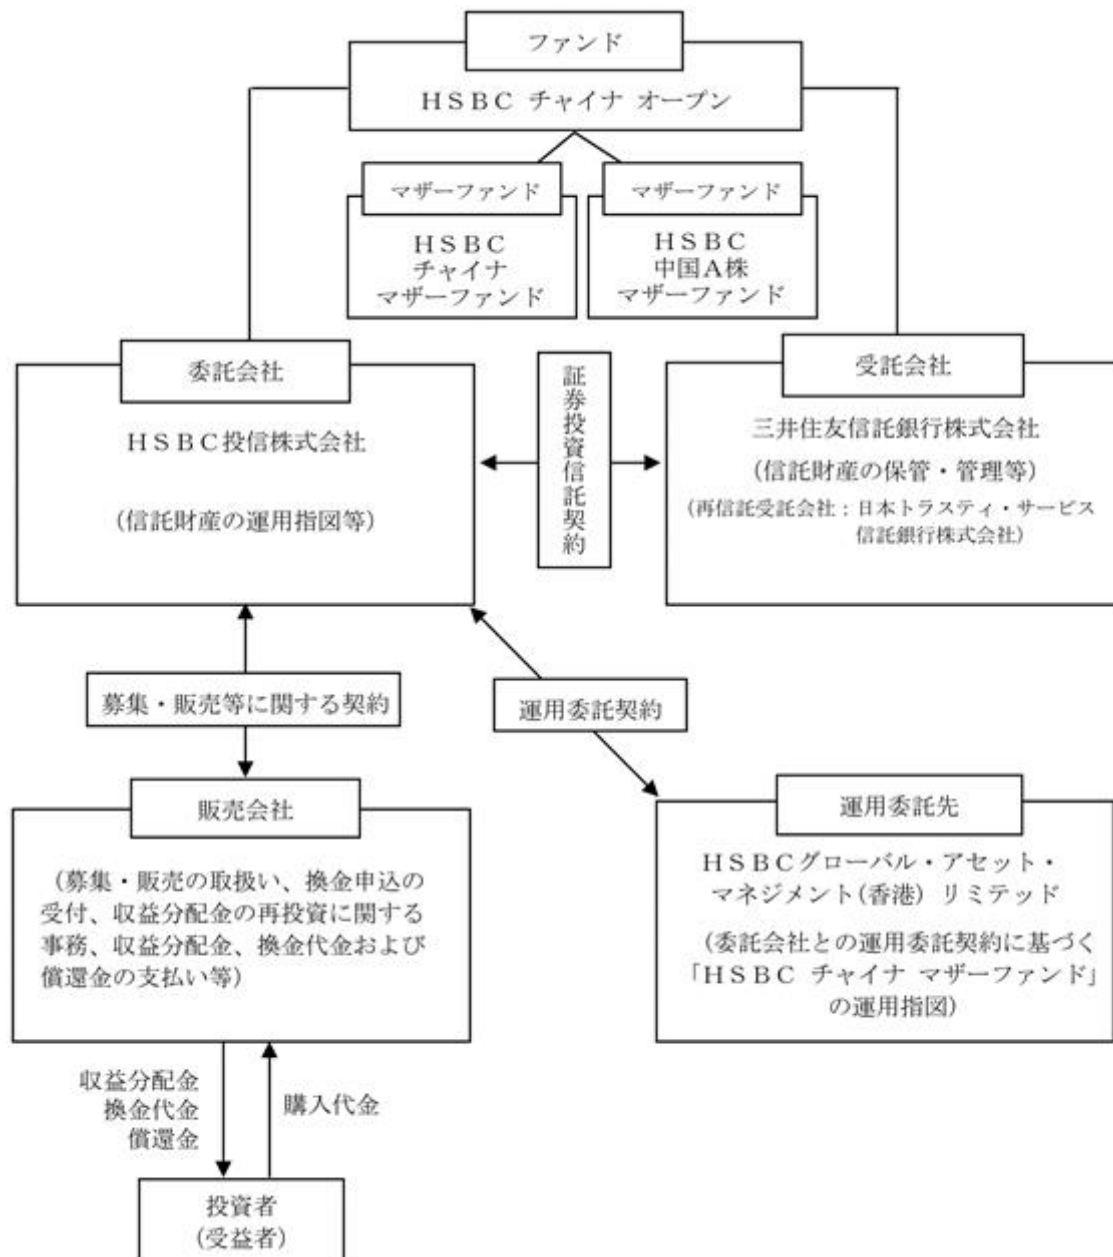 ファンド
HSBC チャイナ オープン
マザーファンド
HSBC
チャイナ
マザーファンド
マザーファンド
HSBC
中国A株
マザーファンド
委託会社
HSBC投信株式会社
(信託財産の運用指図等)
証券投資信託契約
受託会社
三井住友信託銀行株式会社
(信託財産の保管・管理等)
(再信託受託会社:日本トラスティ・サービス
信託銀行株式会社)
募集・販売等に関する契約
運用委託契約
販売会社
(募集・販売の取扱い、換金申込の
受付、収益分配金の再投資に関する
事務、収益分配金、換金代金および
償還金の支払い等)
運用委託先
HSBCグローバル・アセット・
マネジメント(香港) リミテッド
(委託会社との運用委託契約に基づく
「HSBC チャイナ マザーファンド」
の運用指図)
収益分配金
換金代金
償還金
購入代金
投資者
(受益者)